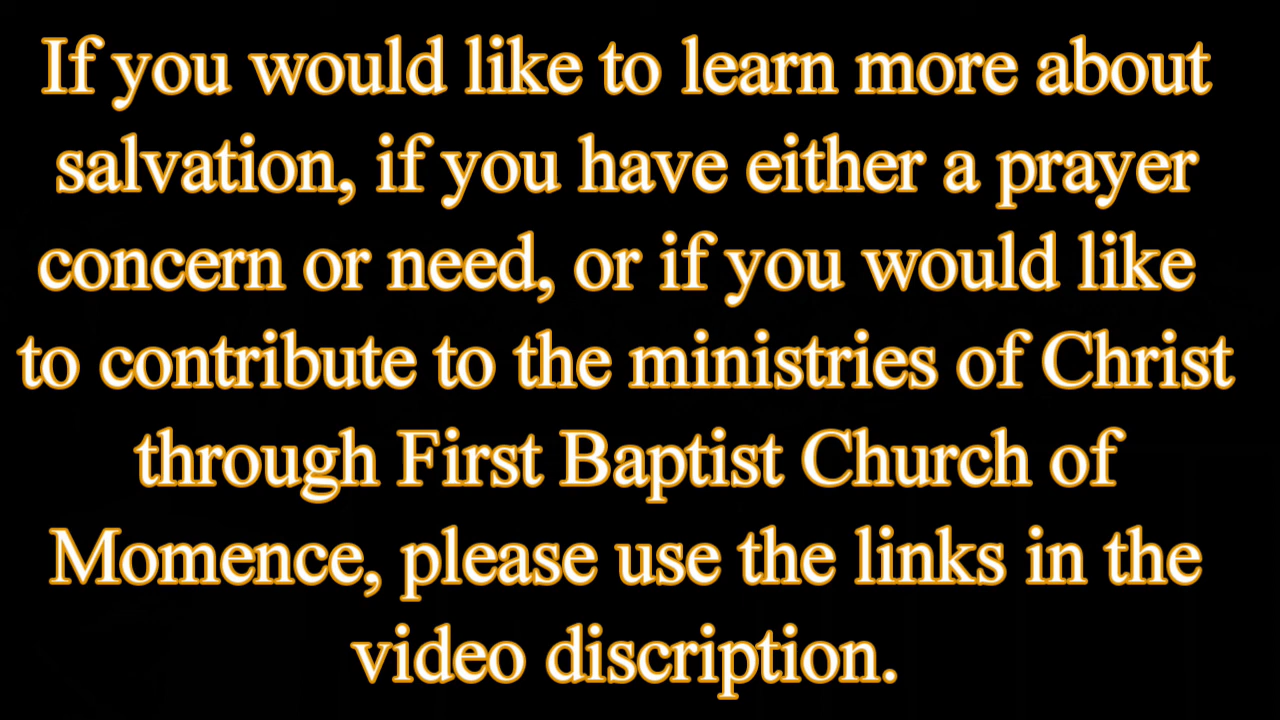 If you would like to learn more about
salvation, if you have either a prayer
concern or need, or if you would like
to contribute to the ministries of Christ
through First Baptist Church of
Momence, please use the links in the
video discription.